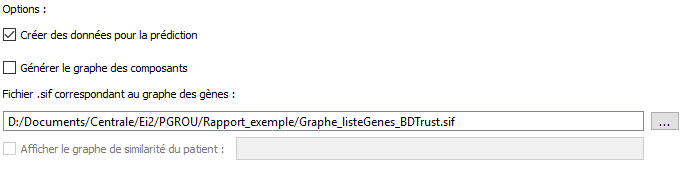 Options :
Créer des données pour la prédiction
Générer le graphe des composants
Fichier .sif correspondant au graphe des gènes :
D:/Documents/Centrale/Ei2/PGROU/Rapport_exemple/Graphe_listeGenes_BDTrust.sif ...
Afficher le graphe de similarité du patient :